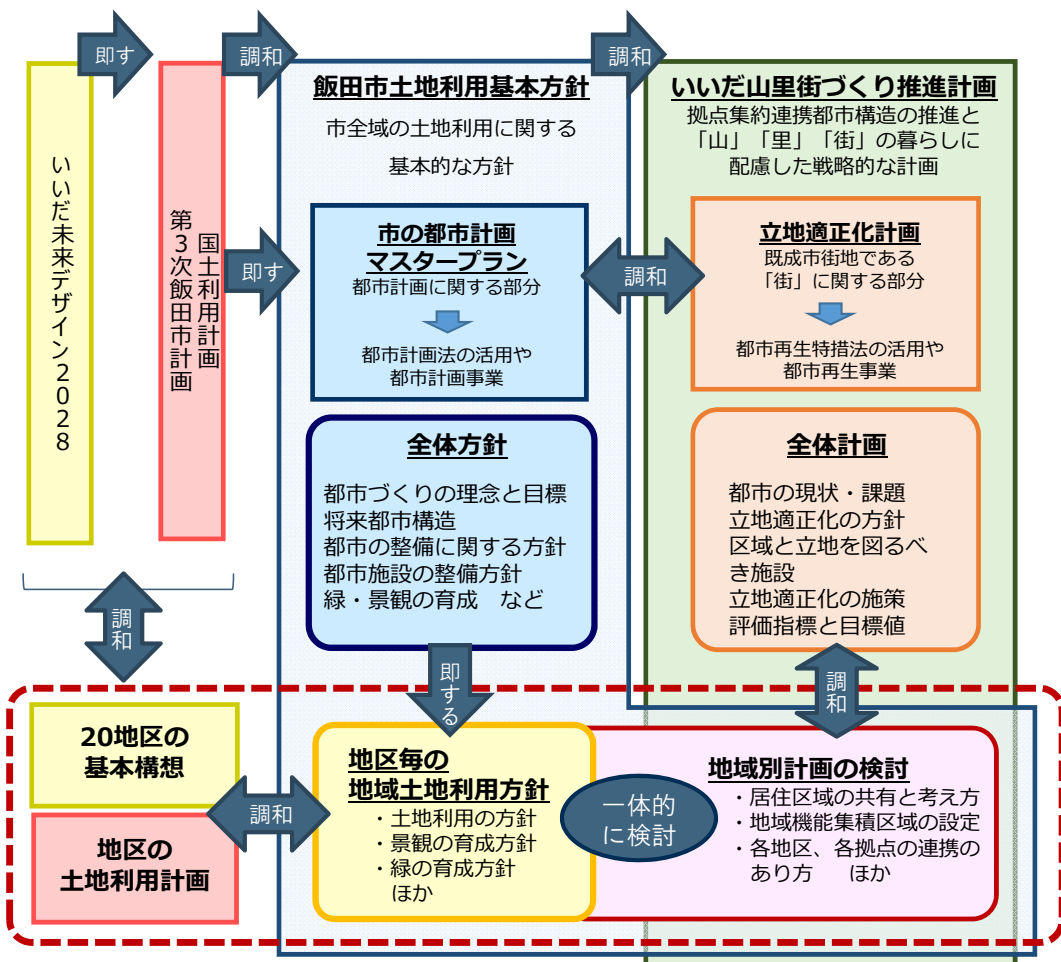 即す
調和
調和
いいだ未来デザイン2028
国土利用計画
第3次飯田市計画
飯田市土地利用基本方針
市全域の土地利用に関する
基本的な方針
いいだ山里街づくり推進計画
拠点集約連携都市構造の推進と
「山」「里」「街」の暮らしに
配慮した戦略的な計画
即す
市の都市計画
マスタープラン
都市計画に関する部分
都市計画法の活用や
都市計画事業
調和
立地適正化計画
既成市街地である
「街」に関する部分
都市再生特措法の活用や
都市再生事業
全体方針
都市づくりの理念と目標
将来都市構造
都市の整備に関する方針
都市施設の整備方針
緑・景観の育成　など
全体計画
都市の現状・課題
立地適正化の方針
区域と立地を図るべ
き施設
立地適正化の施策
評価指標と目標値
調和
即する
調和
20地区の
基本構想
地区の
土地利用計画
調和
地区毎の
地域土地利用方針
・土地利用の方針
・景観の育成方針
・緑の育成方針
ほか
一体的
に検討
地域別計画の検討
・居住区域の共有と考え方
・地域機能集積区域の設定
・各地区、各拠点の連携の
あり方　ほか